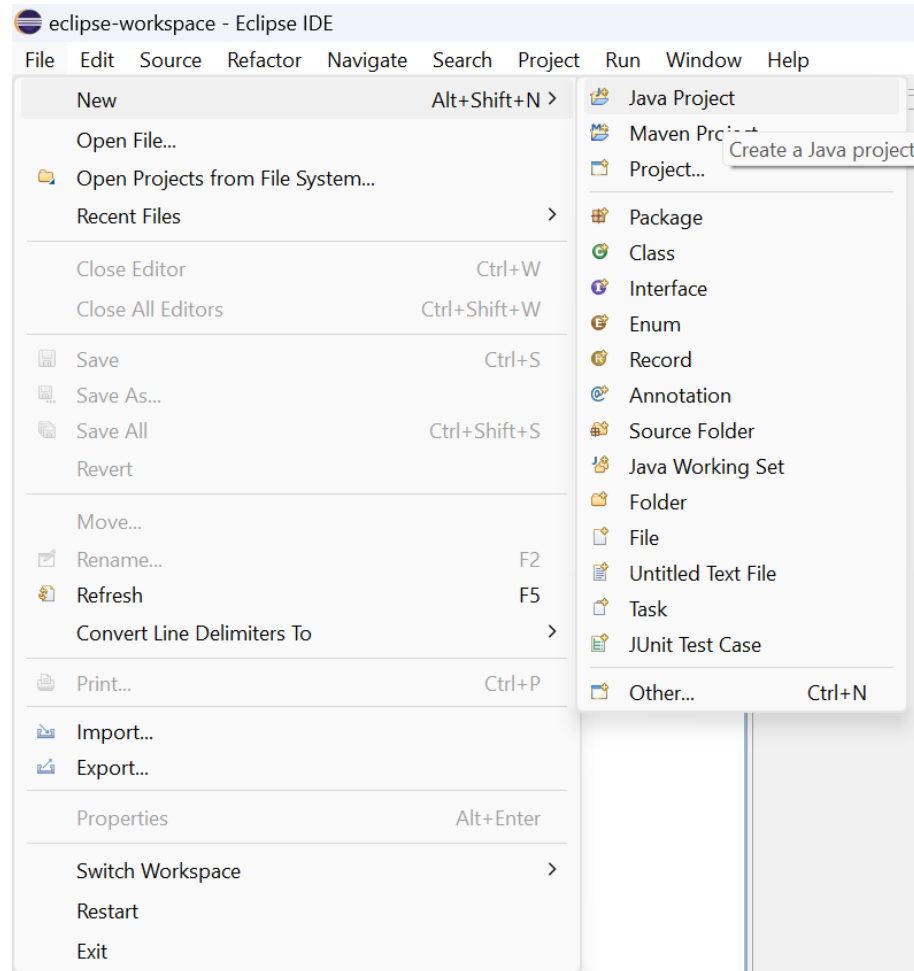 eclipse-workspace - Eclipse IDE
File Edit Source Refactor Navigate Search Project Run Window Help
New Alt+Shift+N >
Open File...
Open Projects from File System...
Recent Files >
Close Editor Ctrl+W
Close All Editors Ctrl+Shift+W
Save Ctrl+S
Save As...
Save All Ctrl+Shift+S
Revert
Move...
Rename... F2
Refresh F5
Convert Line Delimiters To >
Print... Ctrl+P
Import...
Export...
Properties Alt+Enter
Switch Workspace >
Restart
Exit
Java Project
Maven Project
Create a Java project
Project...
Package
Class
Interface
Enum
Record
Annotation
Source Folder
Java Working Set
Folder
File
Untitled Text File
Task
JUnit Test Case
Other... Ctrl+N